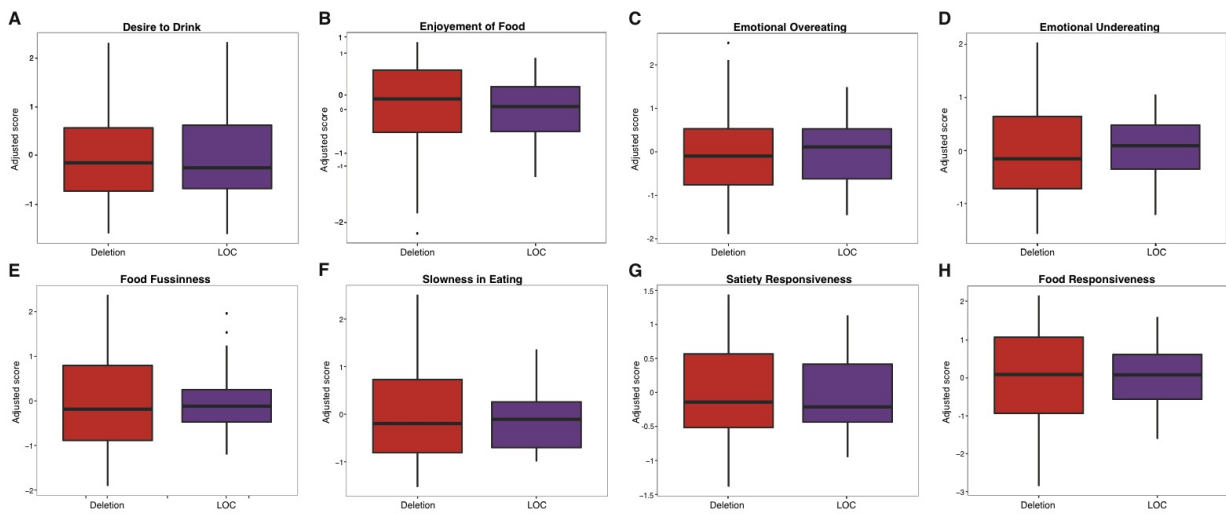 A
Desire to Drink
Adjusted score
2
1
0
−1
Deletion
LOC
B
Enjoyement of Food
Adjusted score
1
1
0
0
−1
−1
−2
Deletion
LOC
C
Emotional Overeating
Adjusted score
2
1
0
-1
-2
Deletion
LOC
D
Emotional Undereating
Adjusted score
2
1
0
-1
Deletion
LOC
E
Food Fussinness
Adjusted score
2
1
0
−1
−2
Deletion
LOC
F
Slowness in Eating
Adjusted score
2
1
0
−1
Deletion
LOC
G
Satiety Responsiveness
Adjusted score
1.5
1
0.5
0
−0.5
−1
−1.5
Deletion
LOC
H
Food Responsiveness
Adjusted score
2
1
0
−1
−2
−3
Deletion
LOC